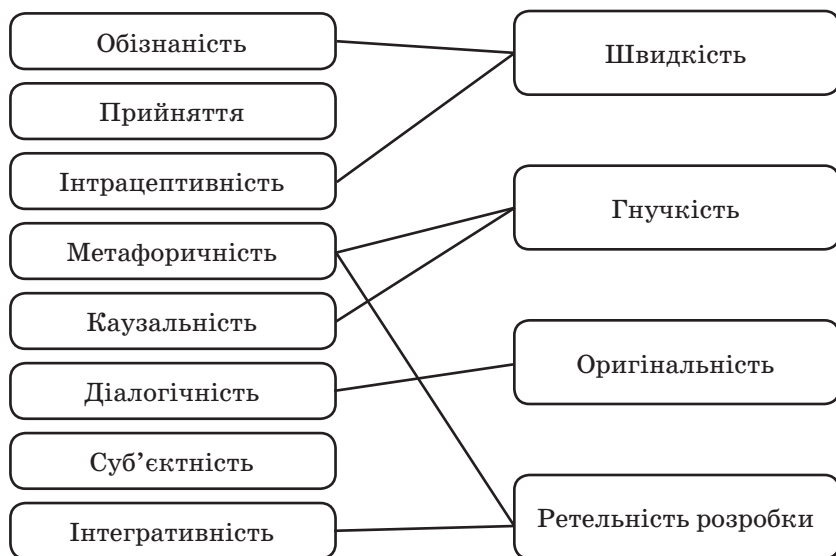 Обізнаність
Прийняття
Інтрацептивність
Метафоричність
Каузальність
Діалогічність
Суб’єктність
Інтегративність
Швидкість
Гнучкість
Оригінальність
Ретельність розробки